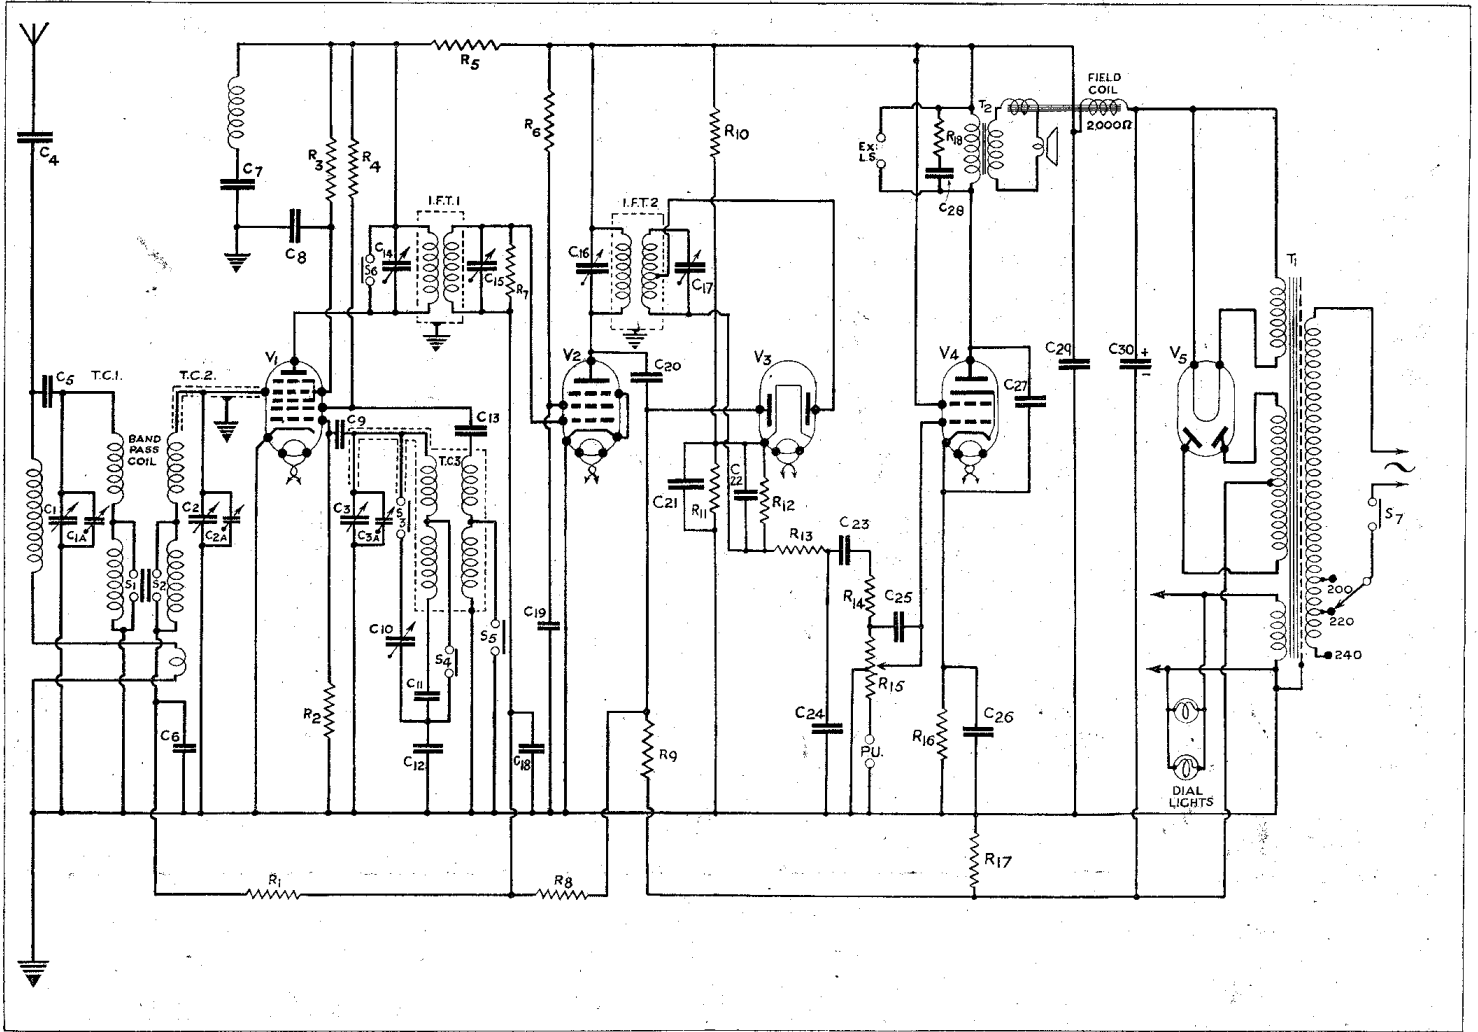 C4
C5
T.C.1.
T.C.2.
BAND
PASS
COIL
C1
C1A
S1
S2
C2
C2A
C6
C7
C8
R3
R4
R5
V1
S6
C14
I.F.T.1
C15
R7
C9
C13
T.C.3
C3
C3A
S3
C10
C11
S4
S5
C12
R2
C18
R1
R8
R6
C16
I.F.T.2
C17
V2
C20
C19
R9
R10
V3
C21
R11
C22
R12
R13
C23
R14
C25
R15
C24
P.U.
Ex
L.S.
R18
C28
T2
FIELD
COIL
2,000Ω
V4
C27
R16
C26
R17
C29
C30
+
-
V5
T1
S7
200
220
240
DIAL
LIGHTS